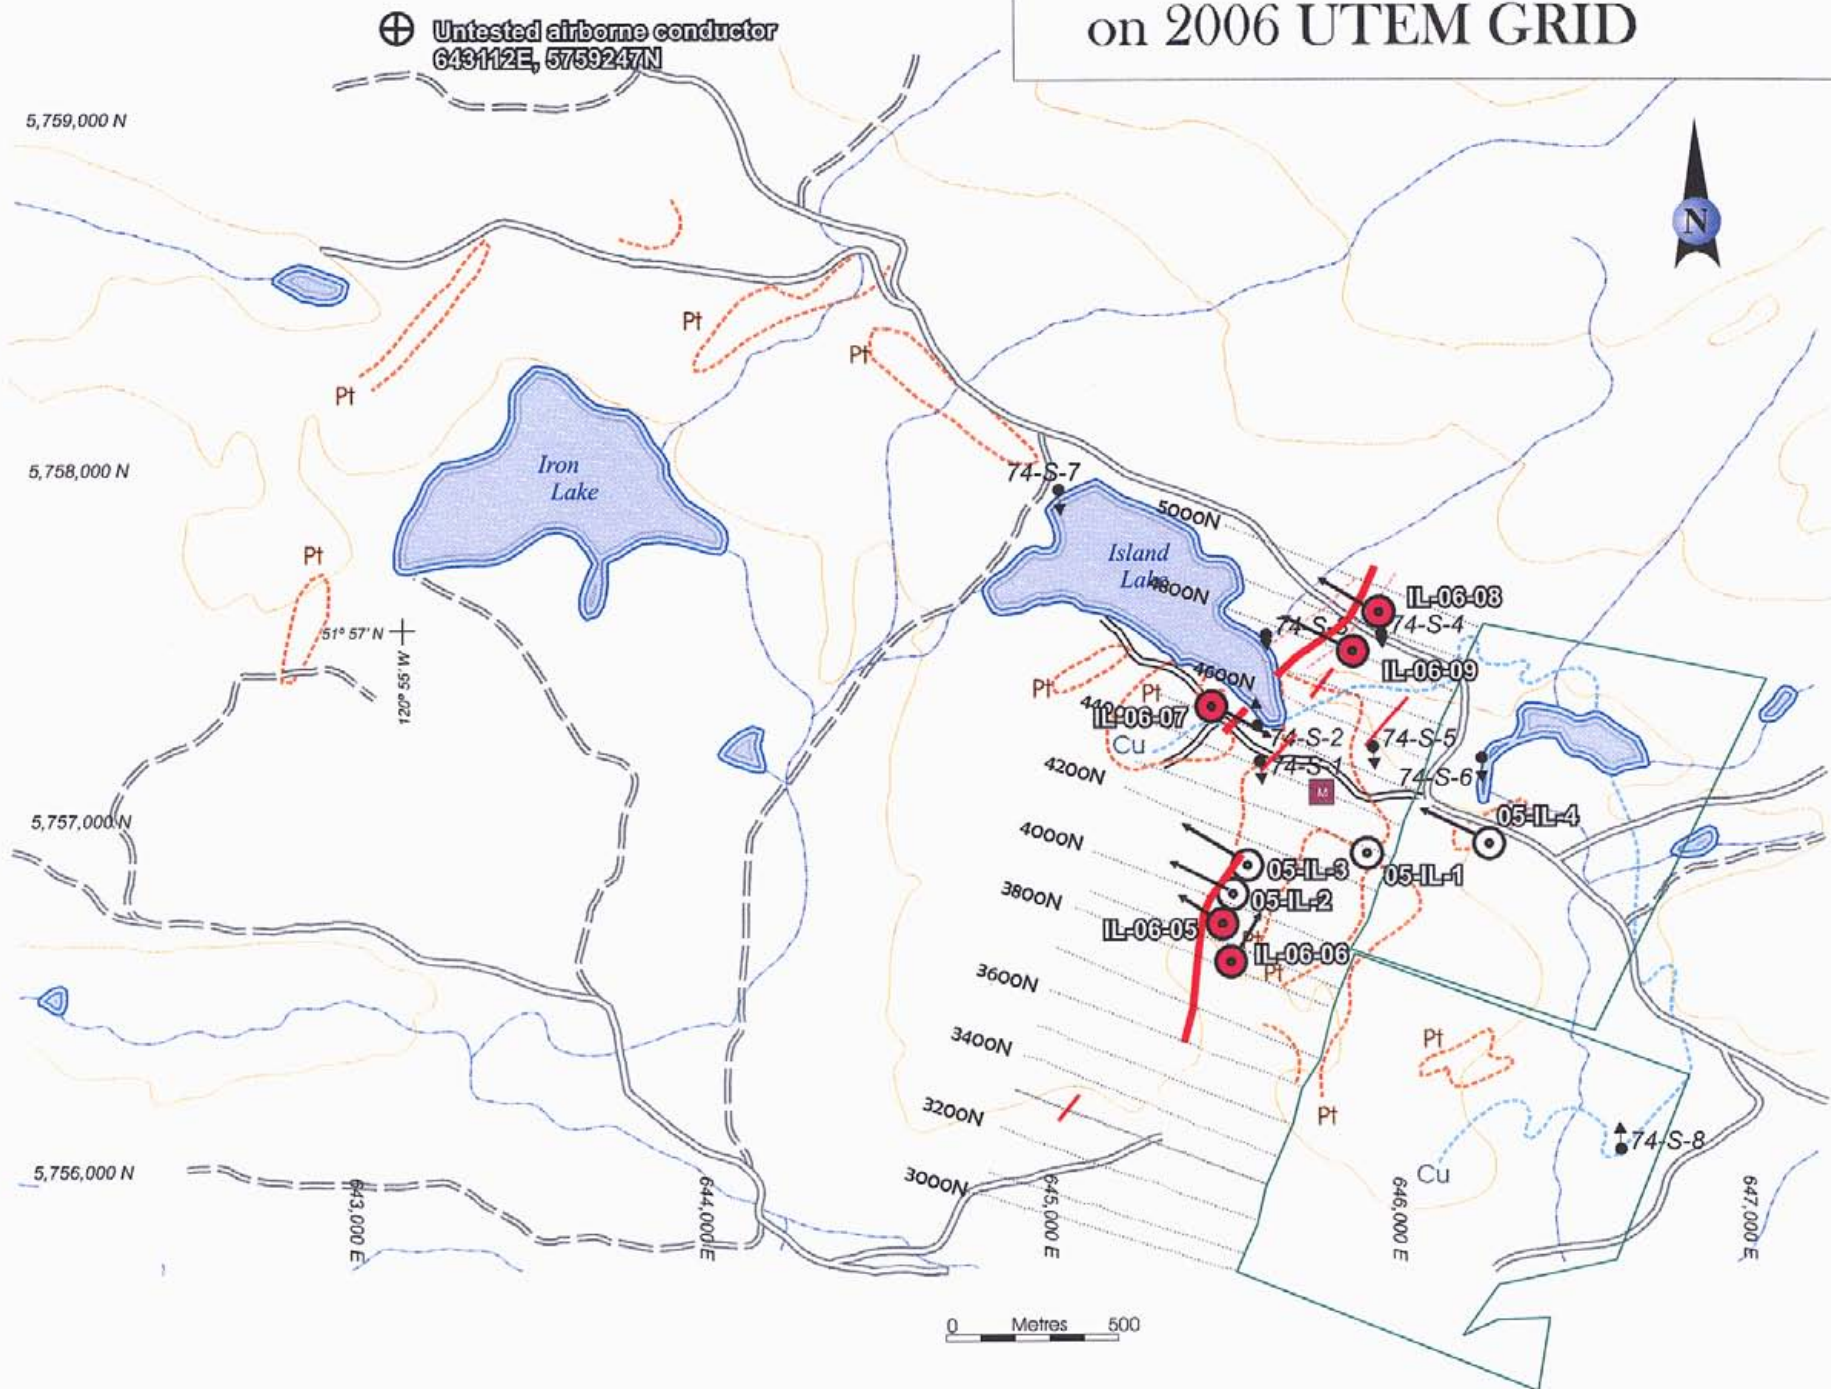 on 2006 UTEM GRID
Untested airborne conductor
643112E, 5759247N
5,759,000 N
N
Pt
Pt
Pt
5,758,000 N
Iron
Lake
74-S-7
5000N
Island
Lake
4800N
Pt
51° 57' N
120° 55' W
IL-06-08
74-S-4
74-S-3
IL-06-09
4600N
Pt
Pt
IL-06-07
Cu
74-S-2
74-S-5
74-S-1
74-S-6
4200N
M
05-IL-4
5,757,000 N
4000N
05-IL-3
05-IL-1
3800N
05-IL-2
IL-06-05
Pt
IL-06-06
Pt
3600N
3400N
Pt
3200N
Pt
74-S-8
5,756,000 N
3000N
Cu
643,000 E
644,000 E
645,000 E
646,000 E
647,000 E
0 Metres 500